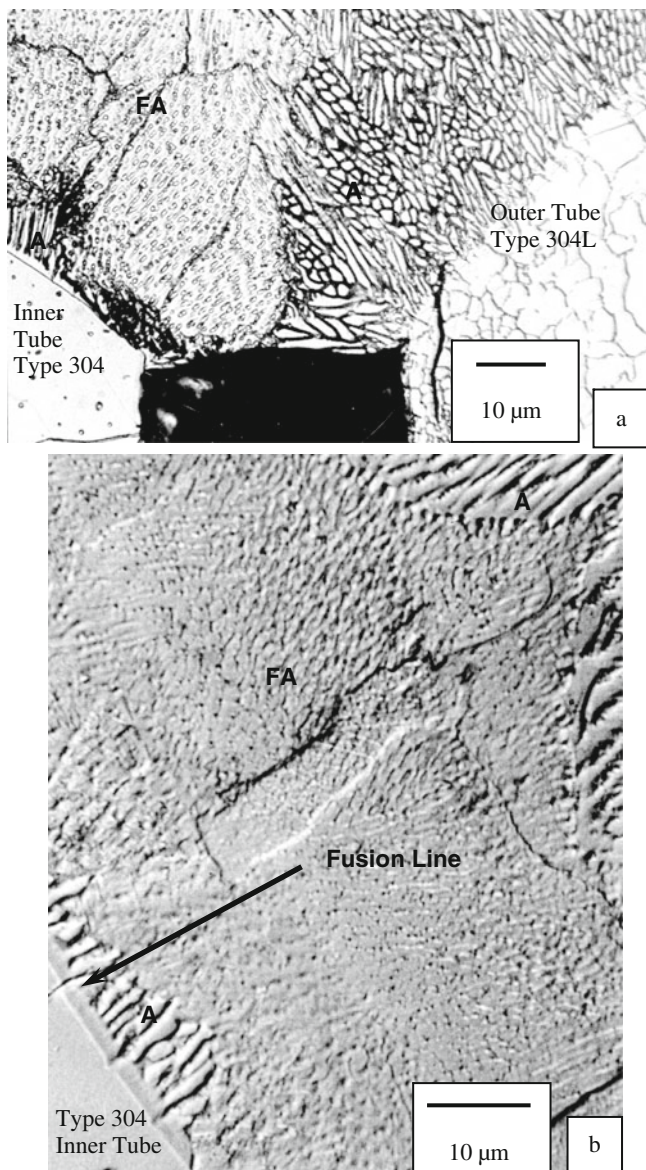 FA
A
Outer Tube
Type 304L
A
Inner
Tube
Type 304
10 µm
a
A
FA
Fusion Line
A
Type 304
Inner Tube
10 µm
b